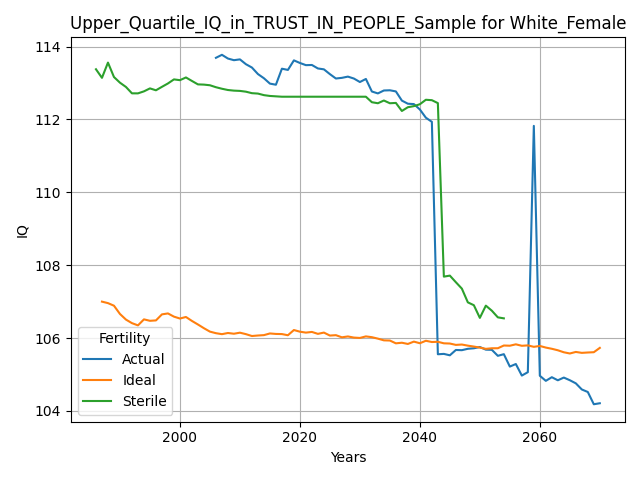 Upper_Quartile_IQ_in_TRUST_IN_PEOPLE_Sample for White_Female
114
112
110
108
106
104
IQ
Fertility
Actual
Ideal
Sterile
2000
2020
2040
2060
Years